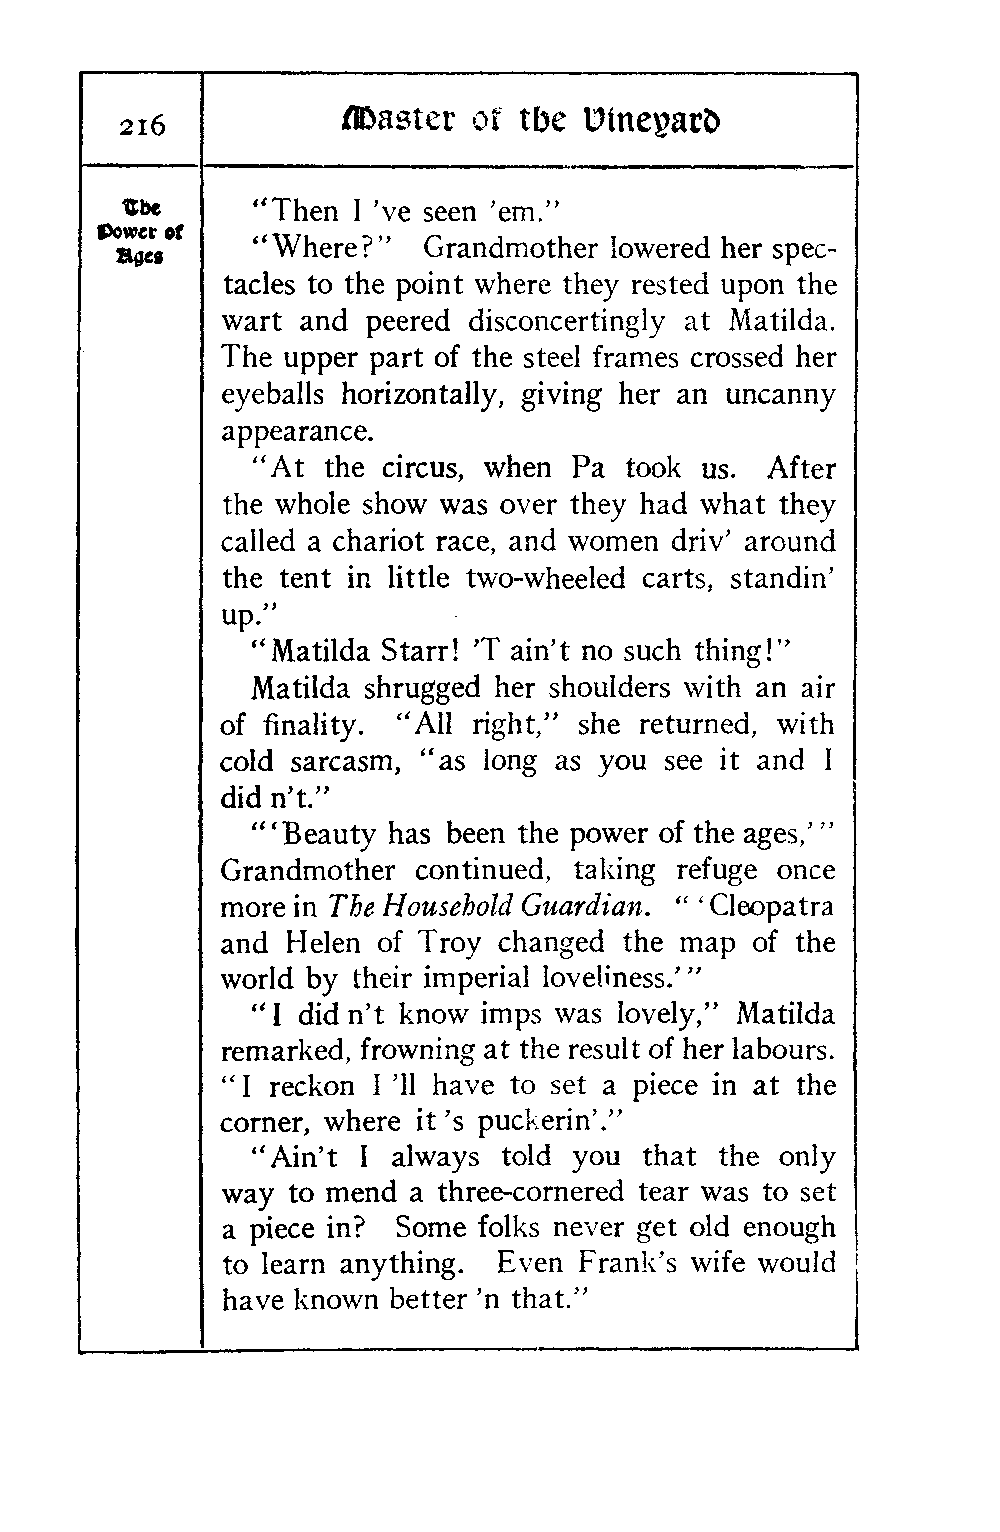 216
Master of the Vineyard
The
Power of
Ages
“Then I ’ve seen ’em.”
“Where?” Grandmother lowered her spec-
tacles to the point where they rested upon the
wart and peered disconcertingly at Matilda.
The upper part of the steel frames crossed her
eyeballs horizontally, giving her an uncanny
appearance.
“At the circus, when Pa took us. After
the whole show was over they had what they
called a chariot race, and women driv’ around
the tent in little two-wheeled carts, standin’
up.”
“Matilda Starr! ’T ain’t no such thing!”
Matilda shrugged her shoulders with an air
of finality. “All right,” she returned, with
cold sarcasm, “as long as you see it and I
did n’t.”
“‘Beauty has been the power of the ages,’”
Grandmother continued, taking refuge once
more in The Household Guardian. “‘Cleopatra
and Helen of Troy changed the map of the
world by their imperial loveliness.’”
“I did n’t know imps was lovely,” Matilda
remarked, frowning at the result of her labours.
“I reckon I ’ll have to set a piece in at the
corner, where it ’s puckerin’.”
“Ain’t I always told you that the only
way to mend a three-cornered tear was to set
a piece in? Some folks never get old enough
to learn anything. Even Frank’s wife would
have known better ’n that.”